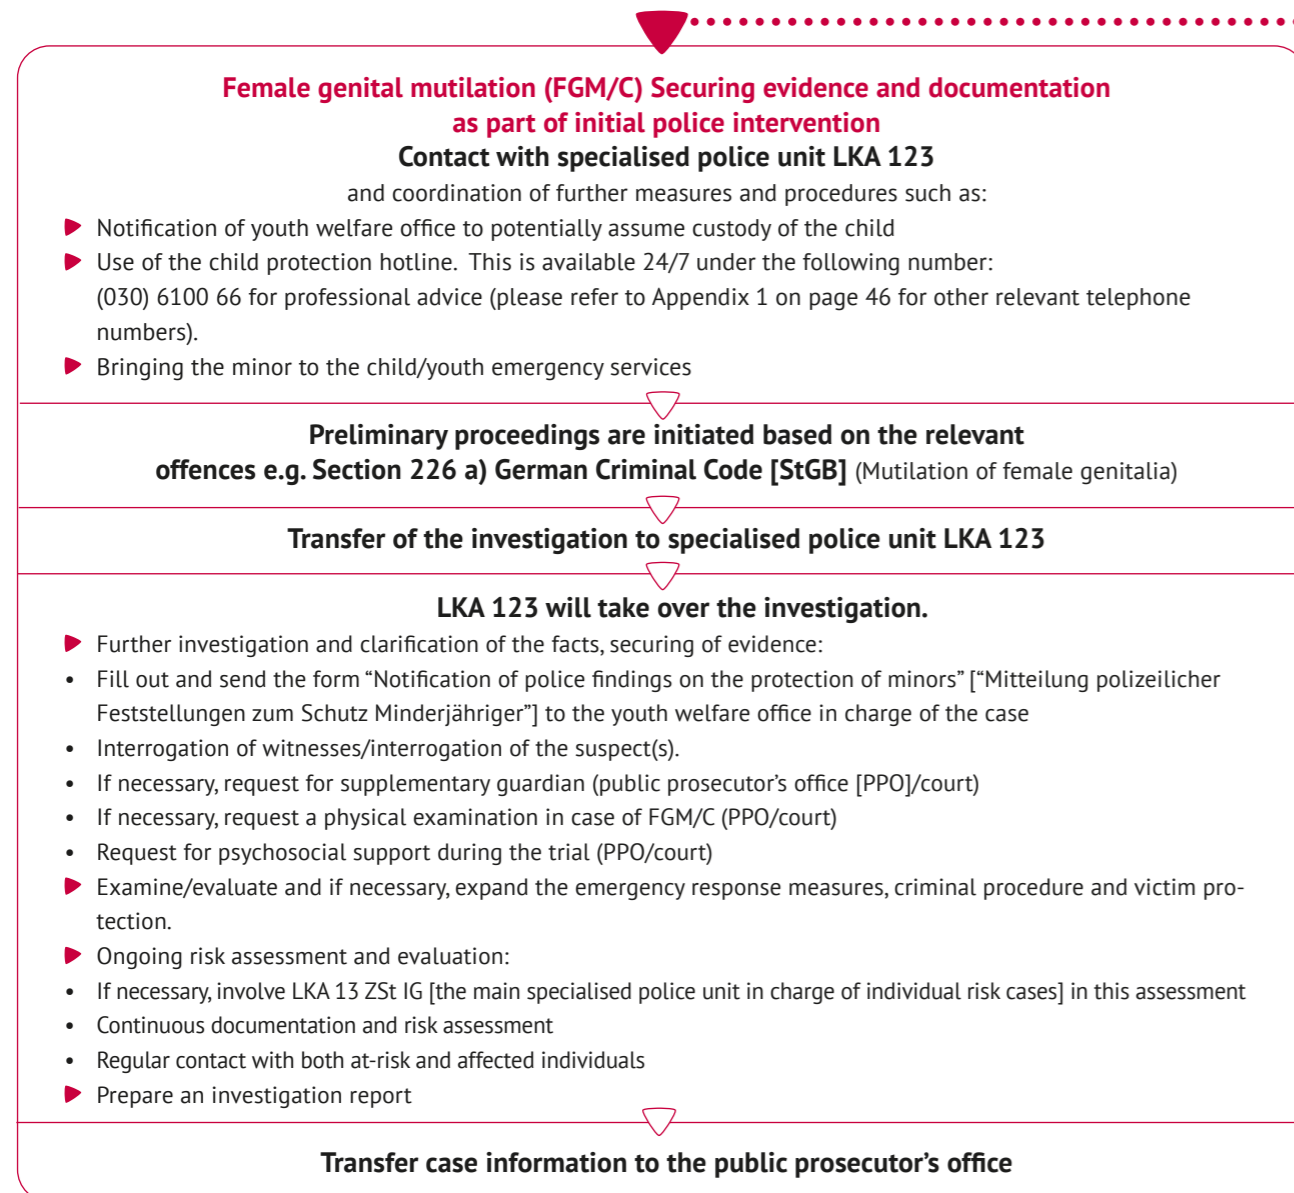 Female genital mutilation (FGM/C) Securing evidence and documentation
as part of initial police intervention
Contact with specialised police unit LKA 123
and coordination of further measures and procedures such as:
Notification of youth welfare office to potentially assume custody of the child
Use of the child protection hotline. This is available 24/7 under the following number:
(030) 6100 66 for professional advice (please refer to Appendix 1 on page 46 for other relevant telephone
numbers).
Bringing the minor to the child/youth emergency services
Preliminary proceedings are initiated based on the relevant
offences e.g. Section 226 a) German Criminal Code [StGB] (Mutilation of female genitalia)
Transfer of the investigation to specialised police unit LKA 123
LKA 123 will take over the investigation.
Further investigation and clarification of the facts, securing of evidence:
• Fill out and send the form “Notification of police findings on the protection of minors” [“Mitteilung polizeilicher
Feststellungen zum Schutz Minderjähriger”] to the youth welfare office in charge of the case
• Interrogation of witnesses/interrogation of the suspect(s).
• If necessary, request for supplementary guardian (public prosecutor’s office [PPO]/court)
• If necessary, request a physical examination in case of FGM/C (PPO/court)
• Request for psychosocial support during the trial (PPO/court)
Examine/evaluate and if necessary, expand the emergency response measures, criminal procedure and victim pro-
tection.
Ongoing risk assessment and evaluation:
• If necessary, involve LKA 13 ZSt IG [the main specialised police unit in charge of individual risk cases] in this assessment
• Continuous documentation and risk assessment
• Regular contact with both at-risk and affected individuals
Prepare an investigation report
Transfer case information to the public prosecutor’s office